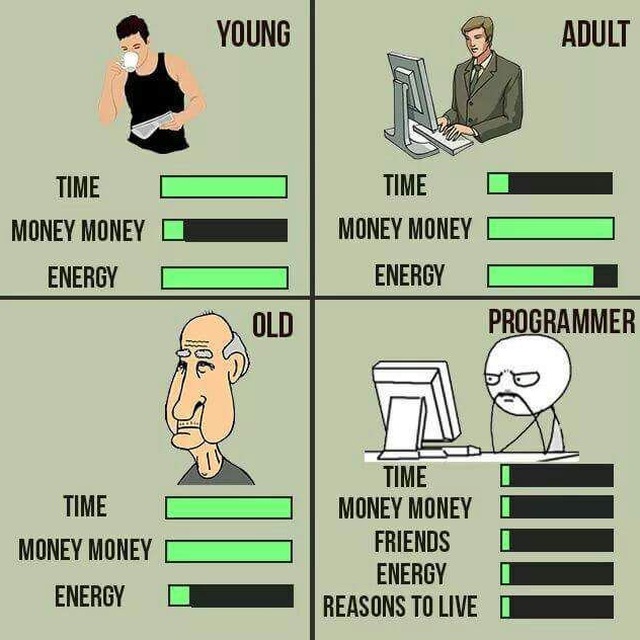 YOUNG
TIME
MONEY MONEY
ENERGY
ADULT
TIME
MONEY MONEY
ENERGY
OLD
TIME
MONEY MONEY
ENERGY
PROGRAMMER
TIME
MONEY MONEY
FRIENDS
ENERGY
REASONS TO LIVE